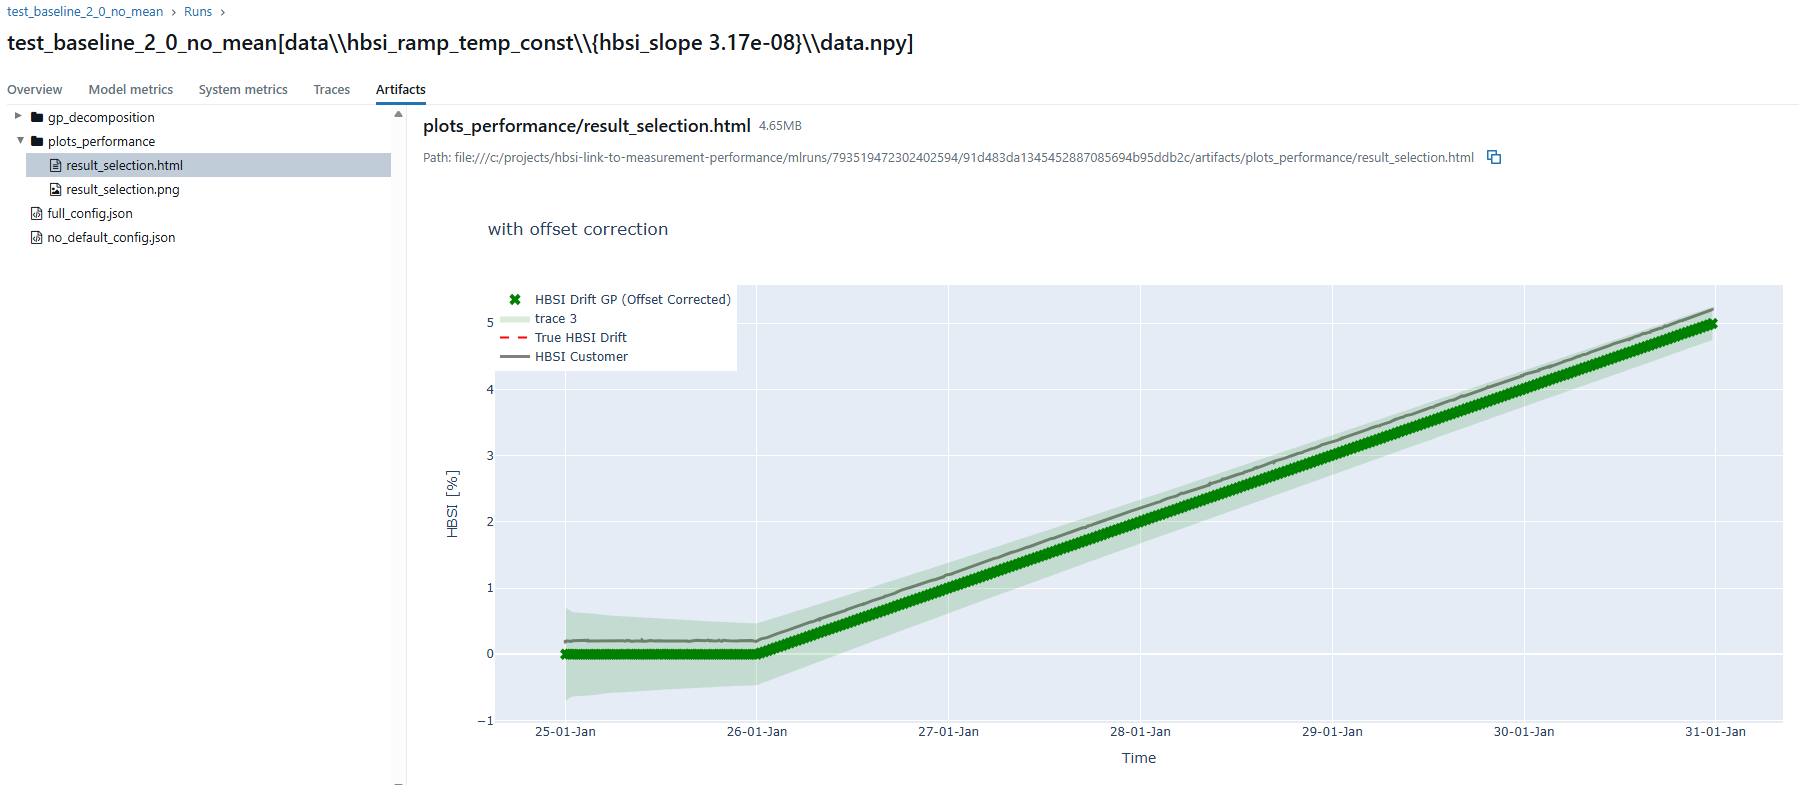 test_baseline_2_0_no_mean › Runs ›
test_baseline_2_0_no_mean[data\\hbsi_ramp_temp_const\\{hbsi_slope 3.17e-08}\\data.npy]
Overview Model metrics System metrics Traces Artifacts
gp_decomposition
plots_performance
result_selection.html
result_selection.png
full_config.json
no_default_config.json
plots_performance/result_selection.html 4.65MB
Path: file:///c:/projects/hbsi-link-to-measurement-performance/mlruns/793519472302402594/91d483da1345452887085694b95ddb2c/artifacts/plots_performance/result_selection.html
with offset correction
HBSI Drift GP (Offset Corrected)
trace 3
True HBSI Drift
HBSI Customer
5
4
3
2
1
0
−1
HBSI [%]
25-01-Jan 26-01-Jan 27-01-Jan 28-01-Jan 29-01-Jan 30-01-Jan 31-01-Jan
Time